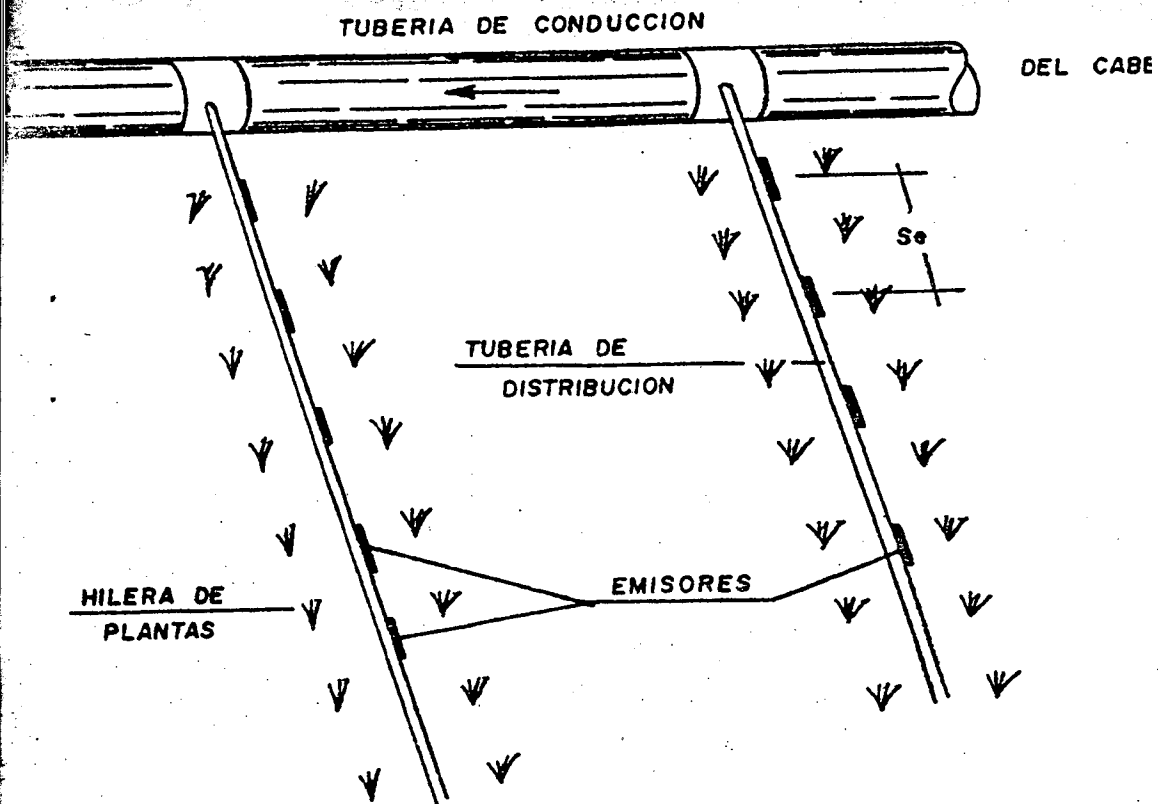 TUBERIA DE CONDUCCION
DEL CABE
Se
TUBERIA DE
DISTRIBUCION
EMISORES
HILERA DE
PLANTAS